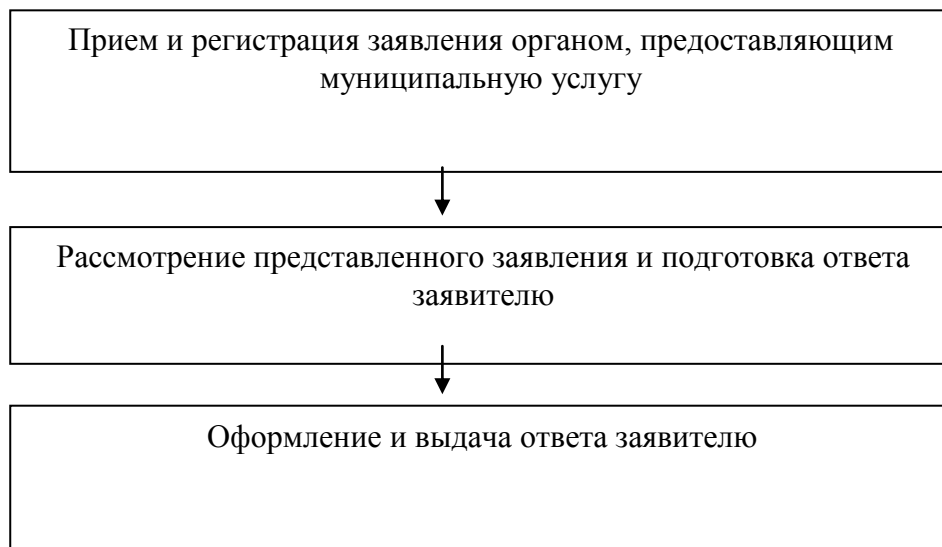 Прием и регистрация заявления органом, предоставляющим
муниципальную услугу
Рассмотрение представленного заявления и подготовка ответа
заявителю
Оформление и выдача ответа заявителю